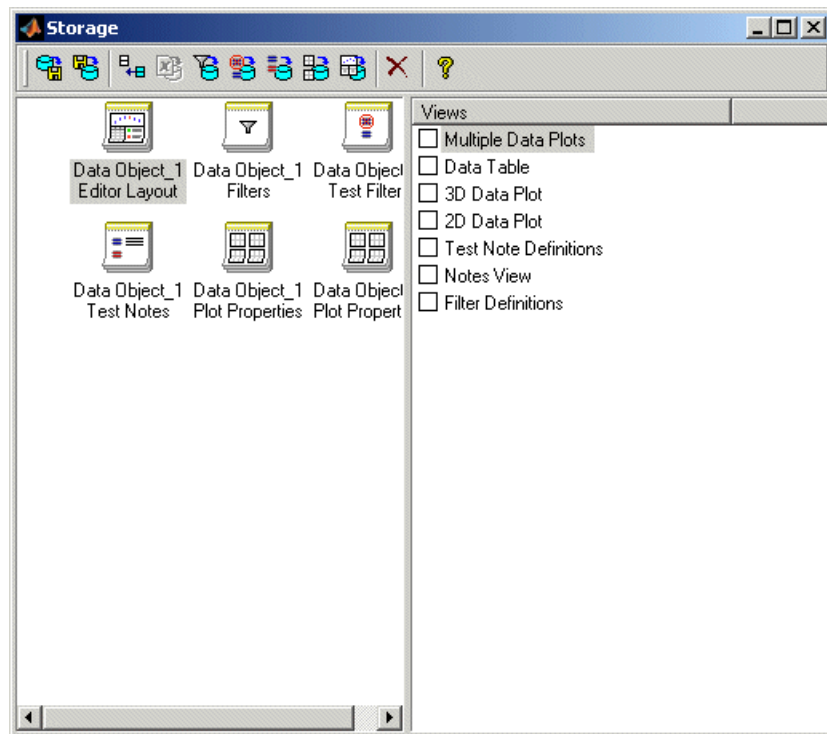 Storage
Data Object_1 Data Object_1 Data Object
Editor Layout Filters Test Filter
Data Object_1 Data Object_1 Data Object
Test Notes Plot Properties Plot Propert
Views
Multiple Data Plots
Data Table
3D Data Plot
2D Data Plot
Test Note Definitions
Notes View
Filter Definitions